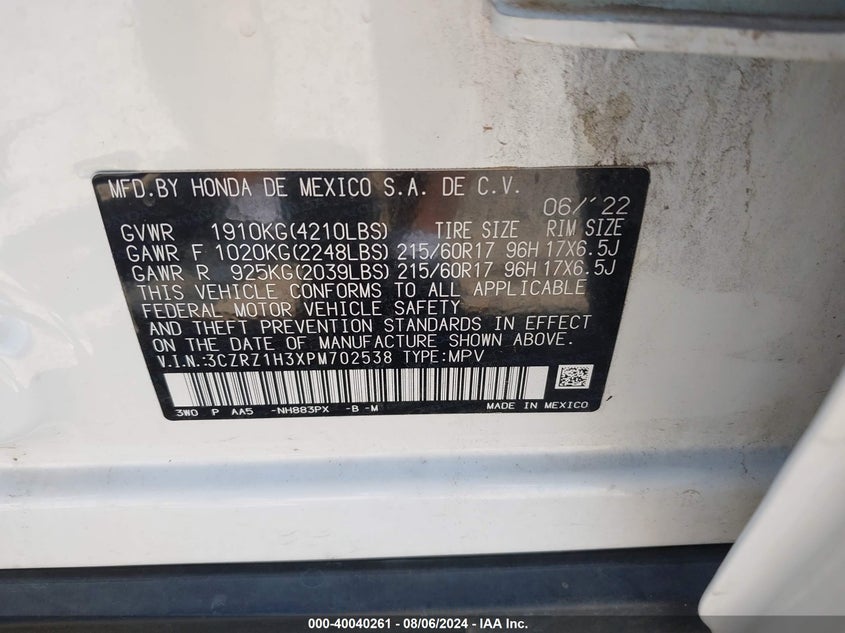 MFD.BY HONDA DE MEXICO S.A. DE C.V.
06/'22
GVWR 1910KG(4210LBS) TIRE SIZE RIM SIZE
GAWR F 1020KG(2248LBS) 215/60R17 96H 17X6.5J
GAWR R 925KG(2039LBS) 215/60R17 96H 17X6.5J
THIS VEHICLE CONFORMS TO ALL APPLICABLE
FEDERAL MOTOR VEHICLE SAFETY
AND THEFT PREVENTION STANDARDS IN EFFECT
ON THE DATE OF MANUFACTURE SHOWN ABOVE.
V.I.N.:3CZRZ1H3XPM702538 TYPE:MPV
3W0 P AA5 -NH883PX -B -M MADE IN MEXICO
000-40040261 - 08/06/2024 - IAA Inc.